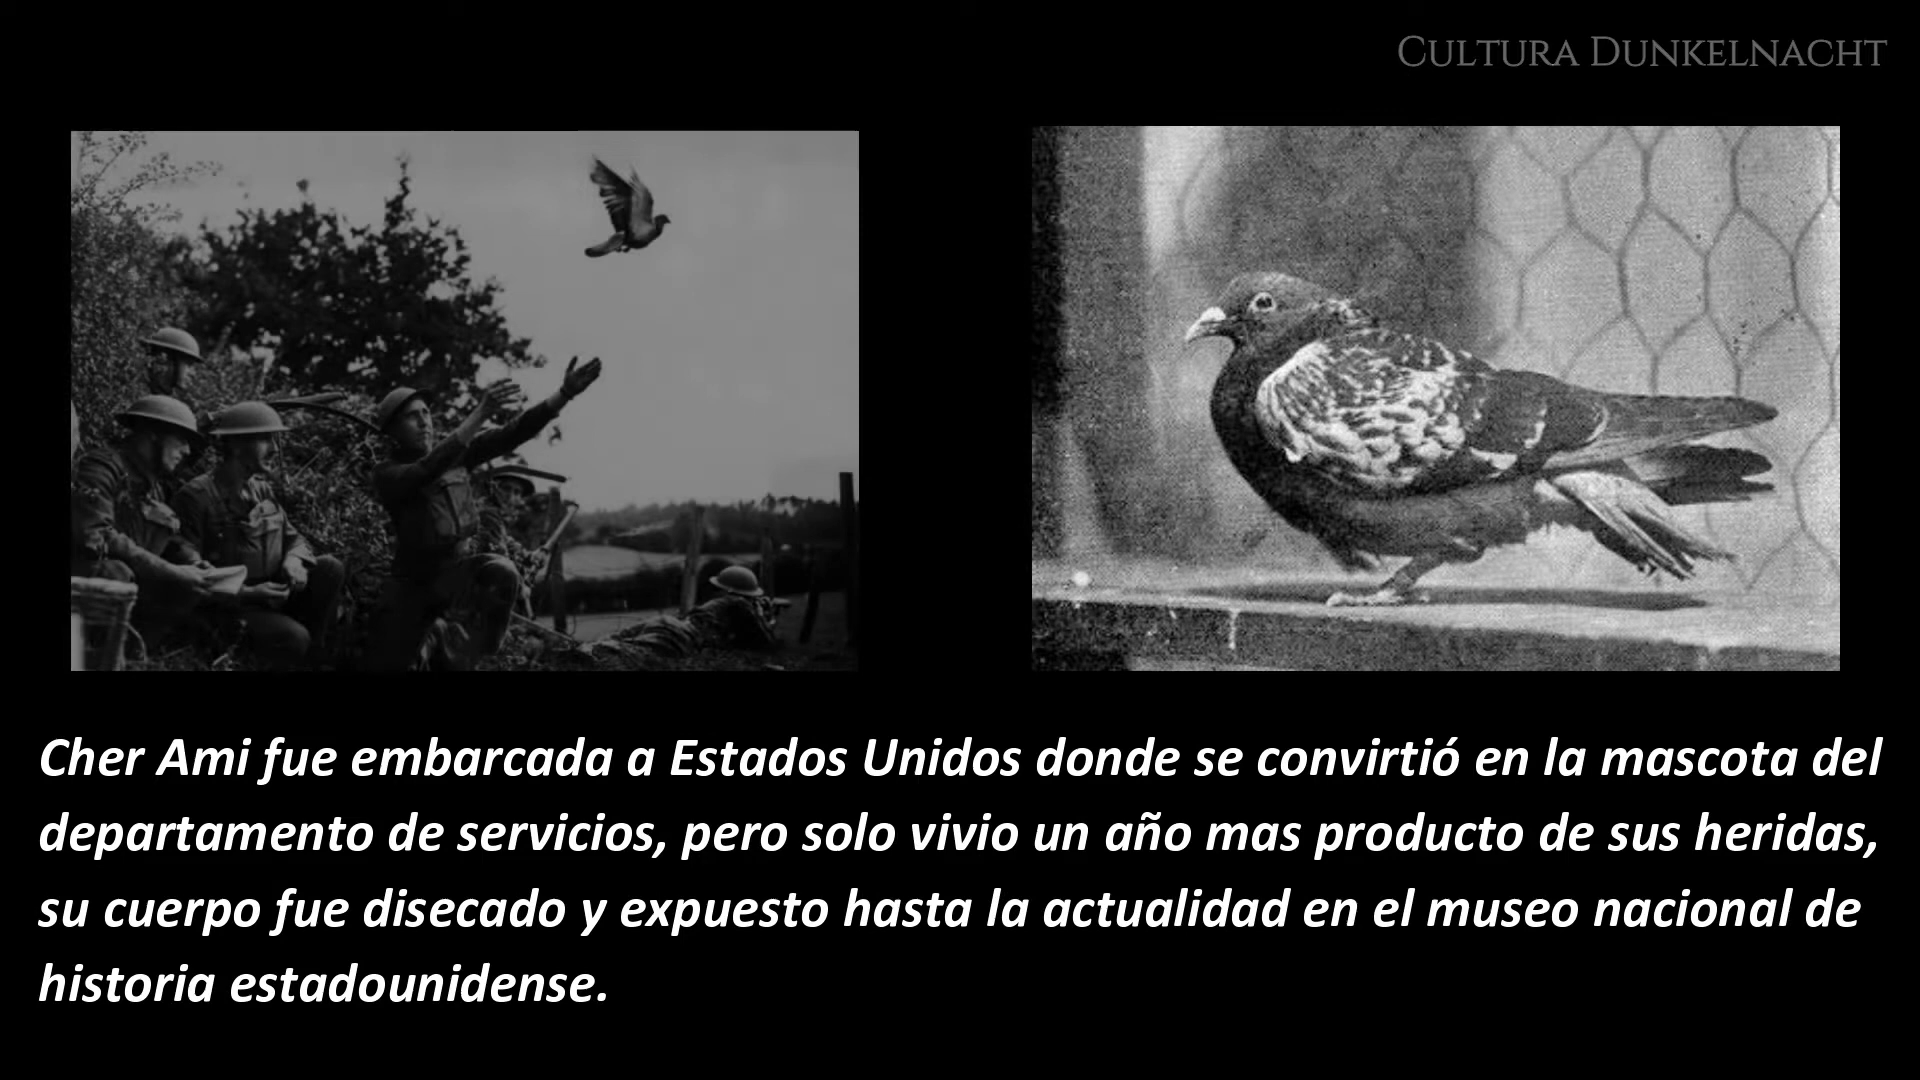 CULTURA DUNKELNACHT
Cher Ami fue embarcada a Estados Unidos donde se convirtió en la mascota del
departamento de servicios, pero solo vivio un año mas producto de sus heridas,
su cuerpo fue disecado y expuesto hasta la actualidad en el museo nacional de
historia estadounidense.